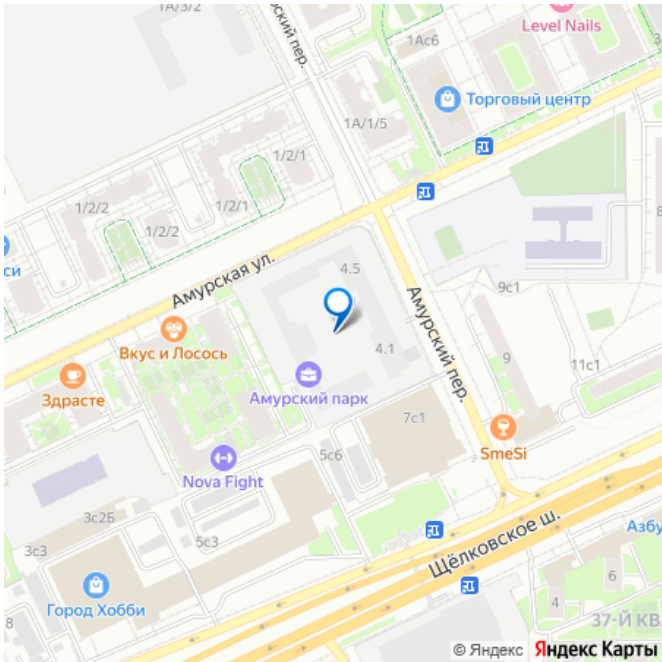 1А/3/2
Level Nails
1Ас6
Амурский пер.
Торговый центр
1А/1/5
1/2/1
1/2/2
1/2/1
1/2/2
си
Амурская ул.
4.5
9с1
Амурский пер.
Вкус и Лосось
4.1
9
11с1
Здрасте
Амурский парк
7с1
SmeSi
5с6
Nova Fight
3с2Б
3с3
5с3
Щёлковское ш.
Азбу
Город Хобби
8
4
6
37-Й КВ
© Яндекс Яндекс Карты